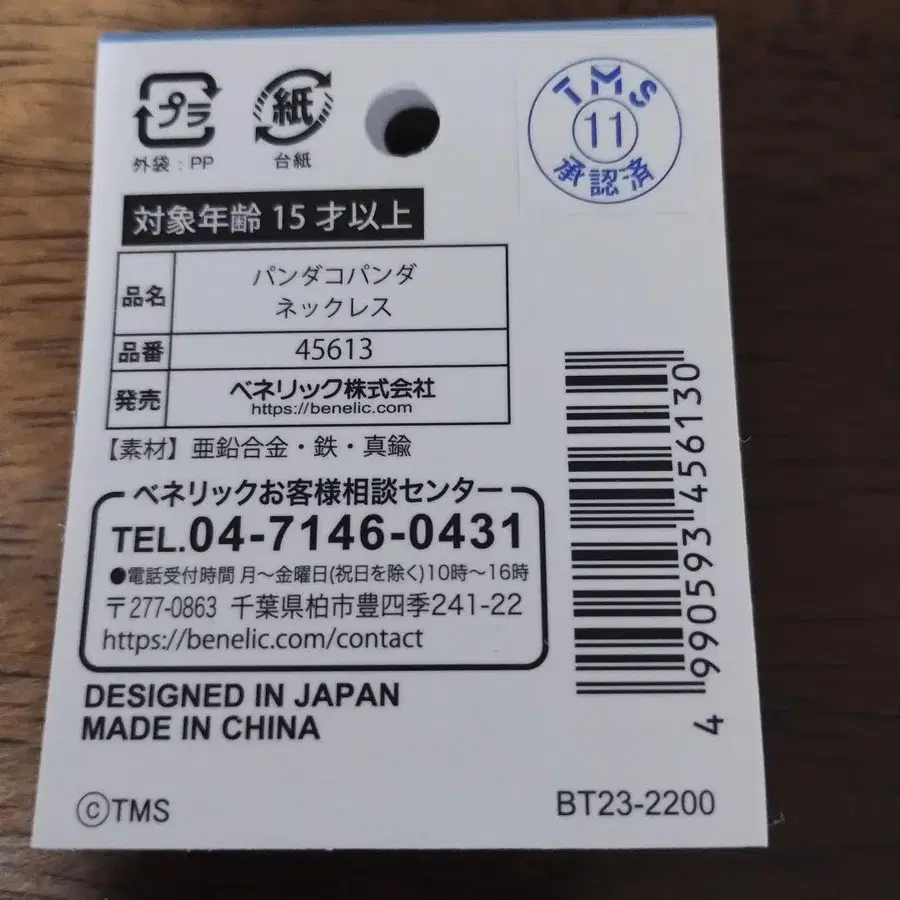 プラ
外袋：PP
紙
台紙
TMS
11
承認済
対象年齢 15 才以上
品名
パンダコパンダ
ネックレス
品番
45613
発売
ベネリック株式会社
https://benelic.com
【素材】亜鉛合金・鉄・真鍮
ベネリックお客様相談センター
TEL.04-7146-0431
●電話受付時間 月～金曜日(祝日を除く)10時～16時
〒277-0863 千葉県柏市豊四季241-22
https://benelic.com/contact
4 990593 456130
DESIGNED IN JAPAN
MADE IN CHINA
©TMS
BT23-2200